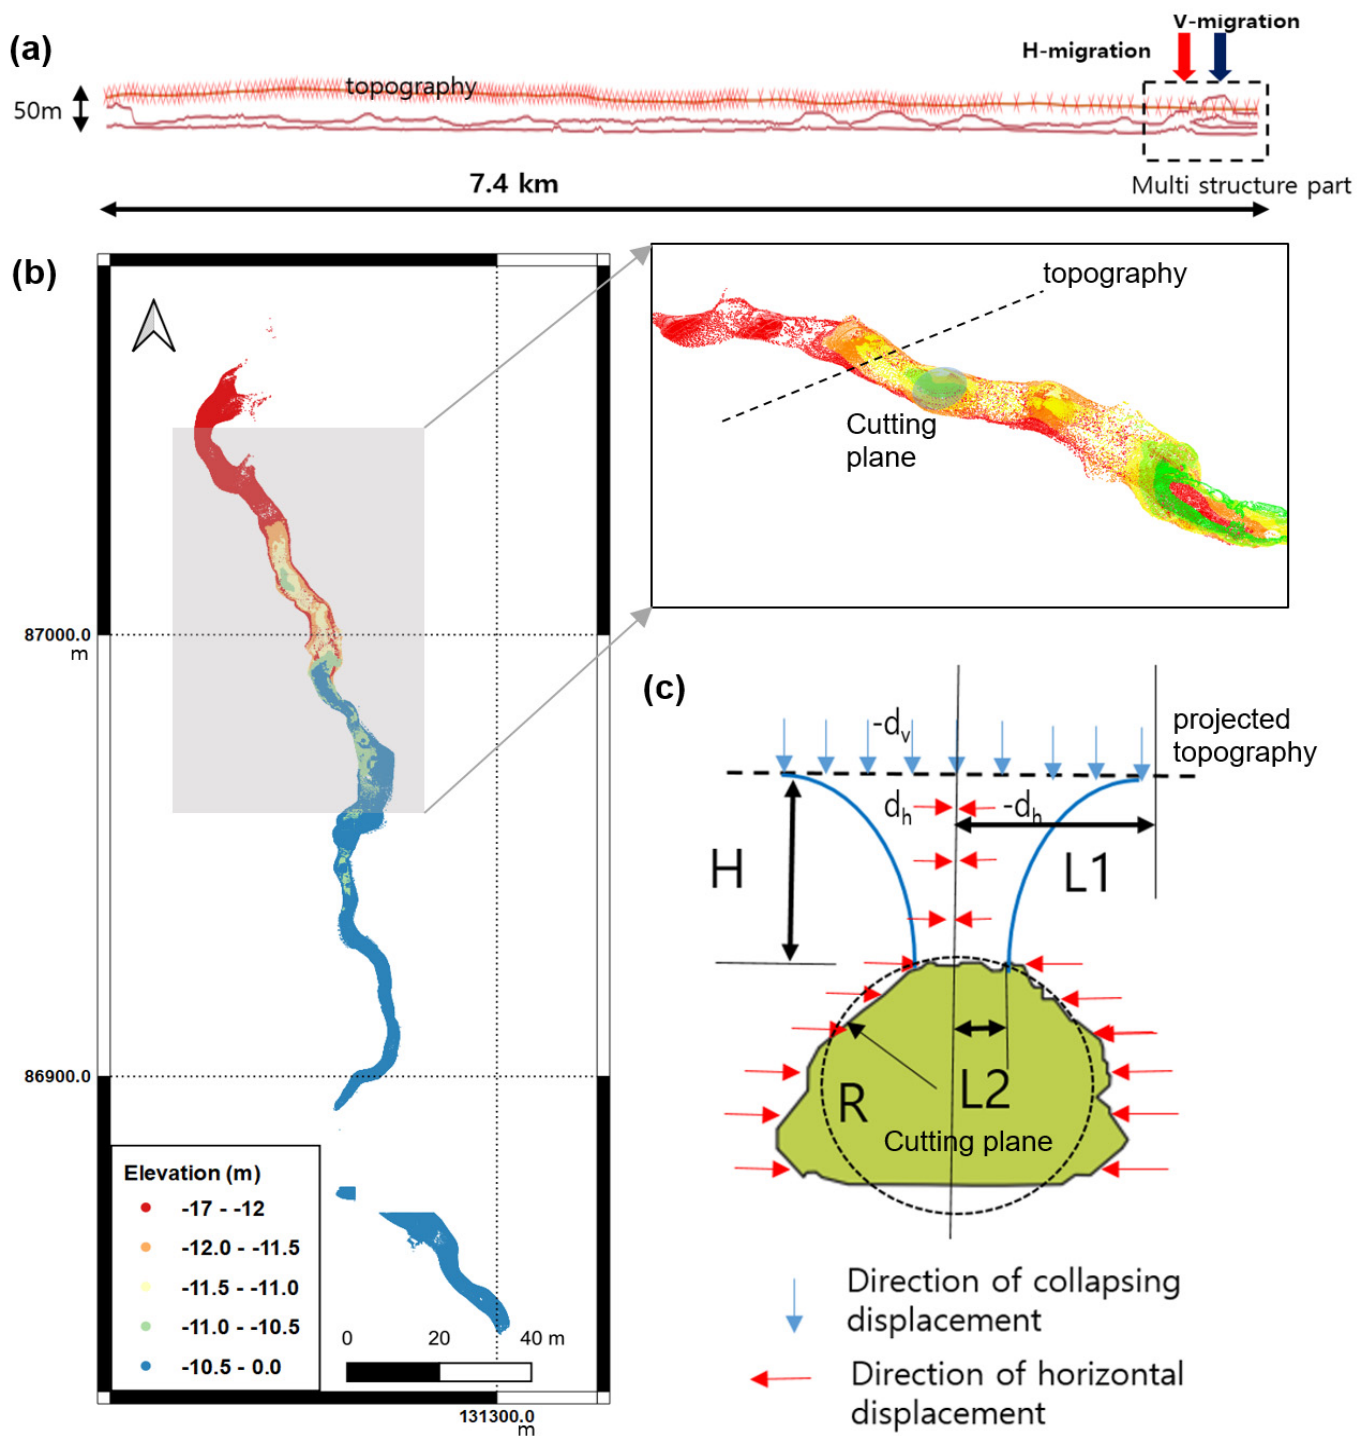 (a)
V-migration
H-migration
topography
50m
7.4 km
Multi structure part
(b)
topography
Cutting
plane
87000.0
m
(c)
-dv
projected
topography
dh
-dh
H
L1
R
L2
Cutting plane
86900.0
Elevation (m)
-17 - -12
-12.0 - -11.5
-11.5 - -11.0
-11.0 - -10.5
-10.5 - 0.0
0
20
40 m
131300.0
m
Direction of collapsing
displacement
Direction of horizontal
displacement